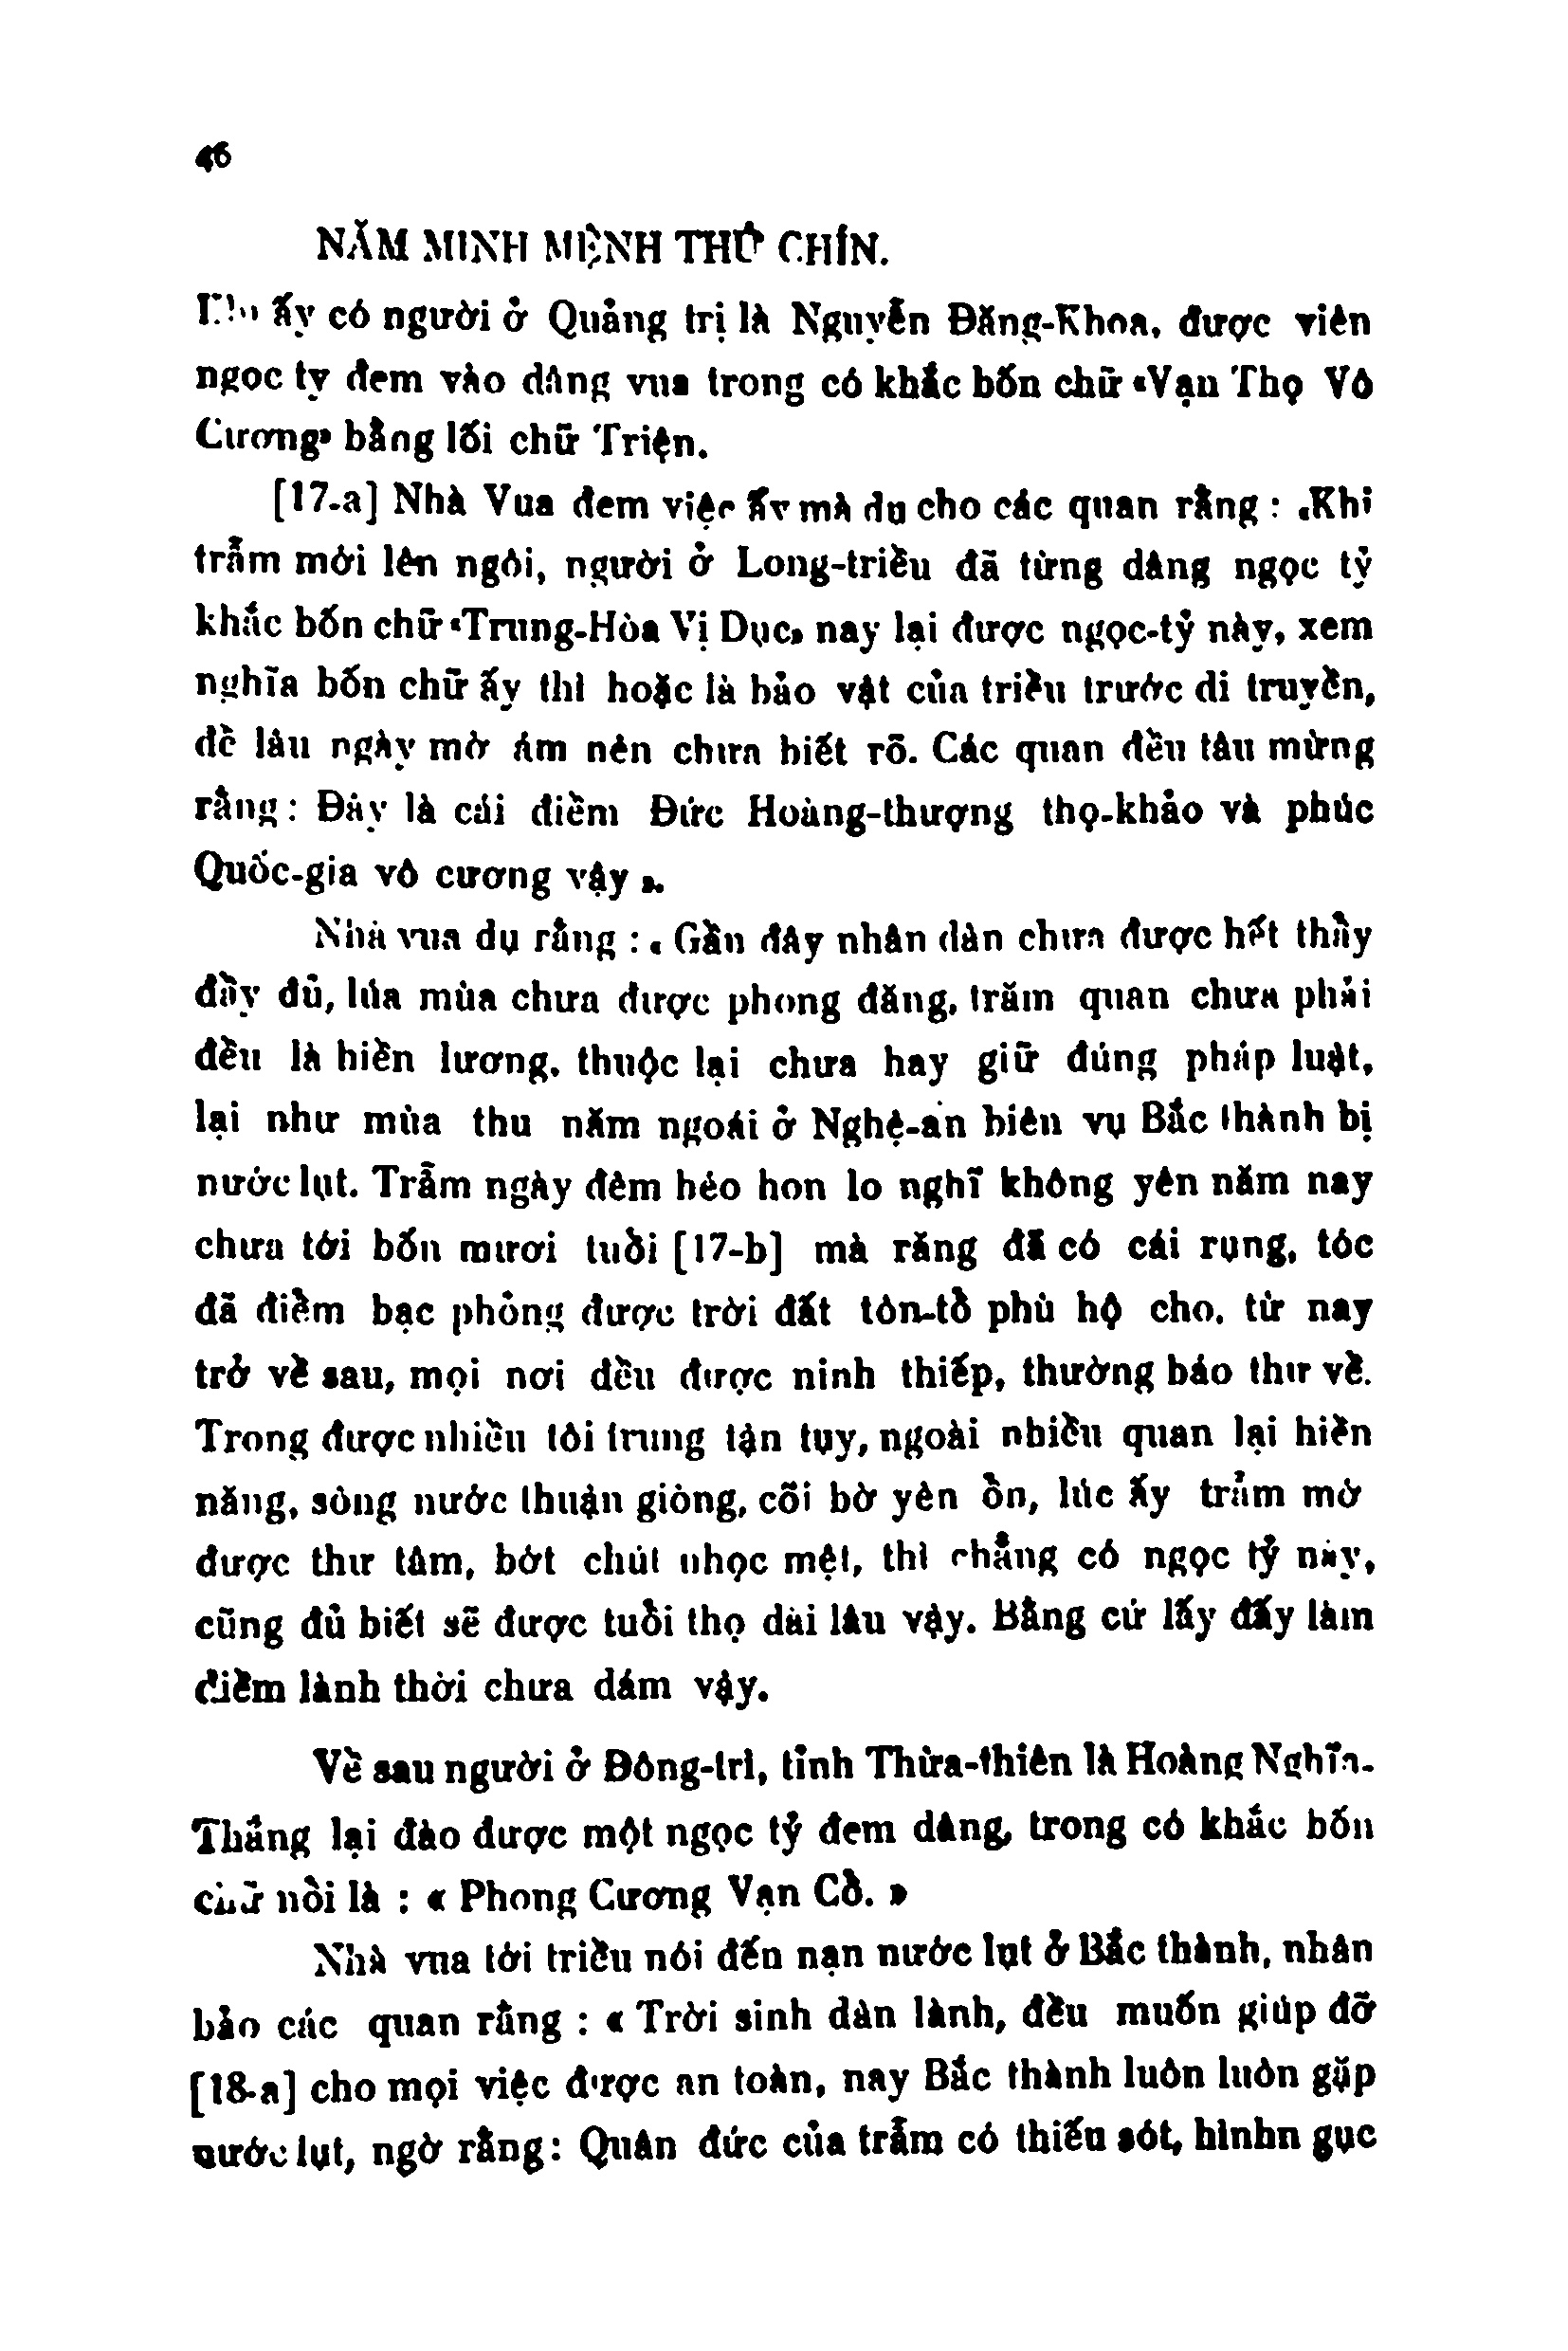 46
NĂM MINH MỆNH THỨ CHÍN.
ấy có người ở Quảng trị là Nguyễn Đăng-Khoa, được viên
ngọc tỷ đem vào dâng vua trong có khắc bốn chữ «Vạn Thọ Vô
Cương» bằng lối chữ Triện.
[17-a] Nhà Vua đem việc ấy mà dụ cho các quan rằng : «Khi
trẫm mới lên ngôi, người ở Long-triều đã từng dâng ngọc tỷ
khắc bốn chữ «Trung-Hòa Vị Dục» nay lại được ngọc-tỷ này, xem
nghĩa bốn chữ ấy thì hoặc là bảo vật của triều trước di truyền,
để lâu ngày mờ ám nên chưa biết rõ. Các quan đều tâu mừng
rằng : Đây là cái điềm Đức Hoàng-thượng thọ-khảo và phúc
Quốc-gia vô cương vậy ».
Nhà vua dụ rằng : « Gần đây nhân dân chưa được hết thảy
đầy đủ, lúa mùa chưa được phong đăng, trăm quan chưa phải
đều là hiền lương, thuộc lại chưa hay giữ đúng pháp luật,
lại như mùa thu năm ngoái ở Nghệ-an biên vụ Bắc thành bị
nước lụt. Trẫm ngày đêm héo hon lo nghĩ không yên năm nay
chưa tới bốn mươi tuổi [17-b] mà răng đã có cái rụng, tóc
đã điểm bạc phỏng được trời đất tôn-tổ phù hộ cho, từ nay
trở về sau, mọi nơi đều được ninh thiếp, thường báo thư về.
Trong được nhiều tôi trung tận tụy, ngoài nhiều quan lại hiền
năng, sông nước thuận giòng, cõi bờ yên ổn, lúc ấy trẫm mờ
được thư tâm, bớt chút nhọc mệt, thì chẳng có ngọc tỷ này,
cũng đủ biết sẽ được tuổi thọ dài lâu vậy. Bằng cứ lấy đấy làm
điềm lành thời chưa dám vậy.
Về sau người ở Đông-trì, tỉnh Thừa-thiên là Hoàng Nghĩa-
Thắng lại đào được một ngọc tỷ đem dâng, trong có khắc bốn
chữ nổi là : « Phong Cương Vạn Cổ. »
Nhà vua tới triều nói đến nạn nước lụt ở Bắc thành, nhân
bảo các quan rằng : « Trời sinh dân lành, đều muốn giúp đỡ
[18-a] cho mọi việc được an toàn, nay Bắc thành luôn luôn gặp
nước lụt, ngờ rằng : Quân đức của trẫm có thiếu sót, hìnhn gục